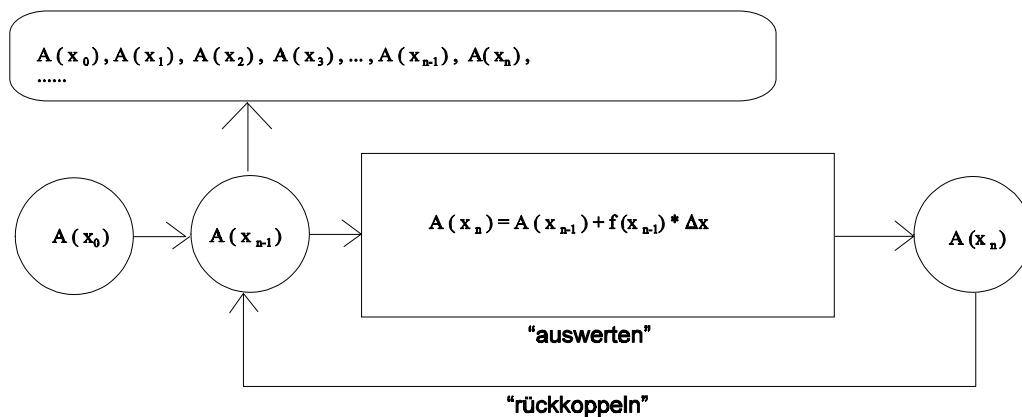 A(x₀), A(x₁), A(x₂), A(x₃),...,A(xₙ₋₁), A(xₙ),
......
A(x₀)
A(xₙ₋₁)
A(xₙ) = A(xₙ₋₁) + f(xₙ₋₁) * Δx
A(xₙ)
“auswerten”
“rückkoppeln”